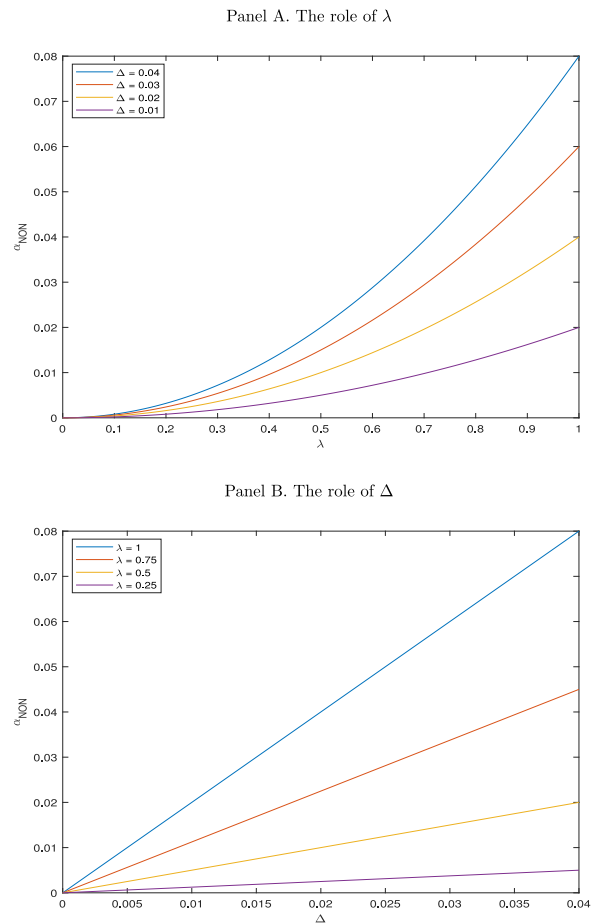 Panel A. The role of λ
0.08
0.07
0.06
0.05
0.04
0.03
0.02
0.01
0
α_NON
Δ = 0.04
Δ = 0.03
Δ = 0.02
Δ = 0.01
0 0.1 0.2 0.3 0.4 0.5 0.6 0.7 0.8 0.9 1
λ
Panel B. The role of Δ
0.08
0.07
0.06
0.05
0.04
0.03
0.02
0.01
0
α_NON
λ = 1
λ = 0.75
λ = 0.5
λ = 0.25
0 0.005 0.01 0.015 0.02 0.025 0.03 0.035 0.04
Δ